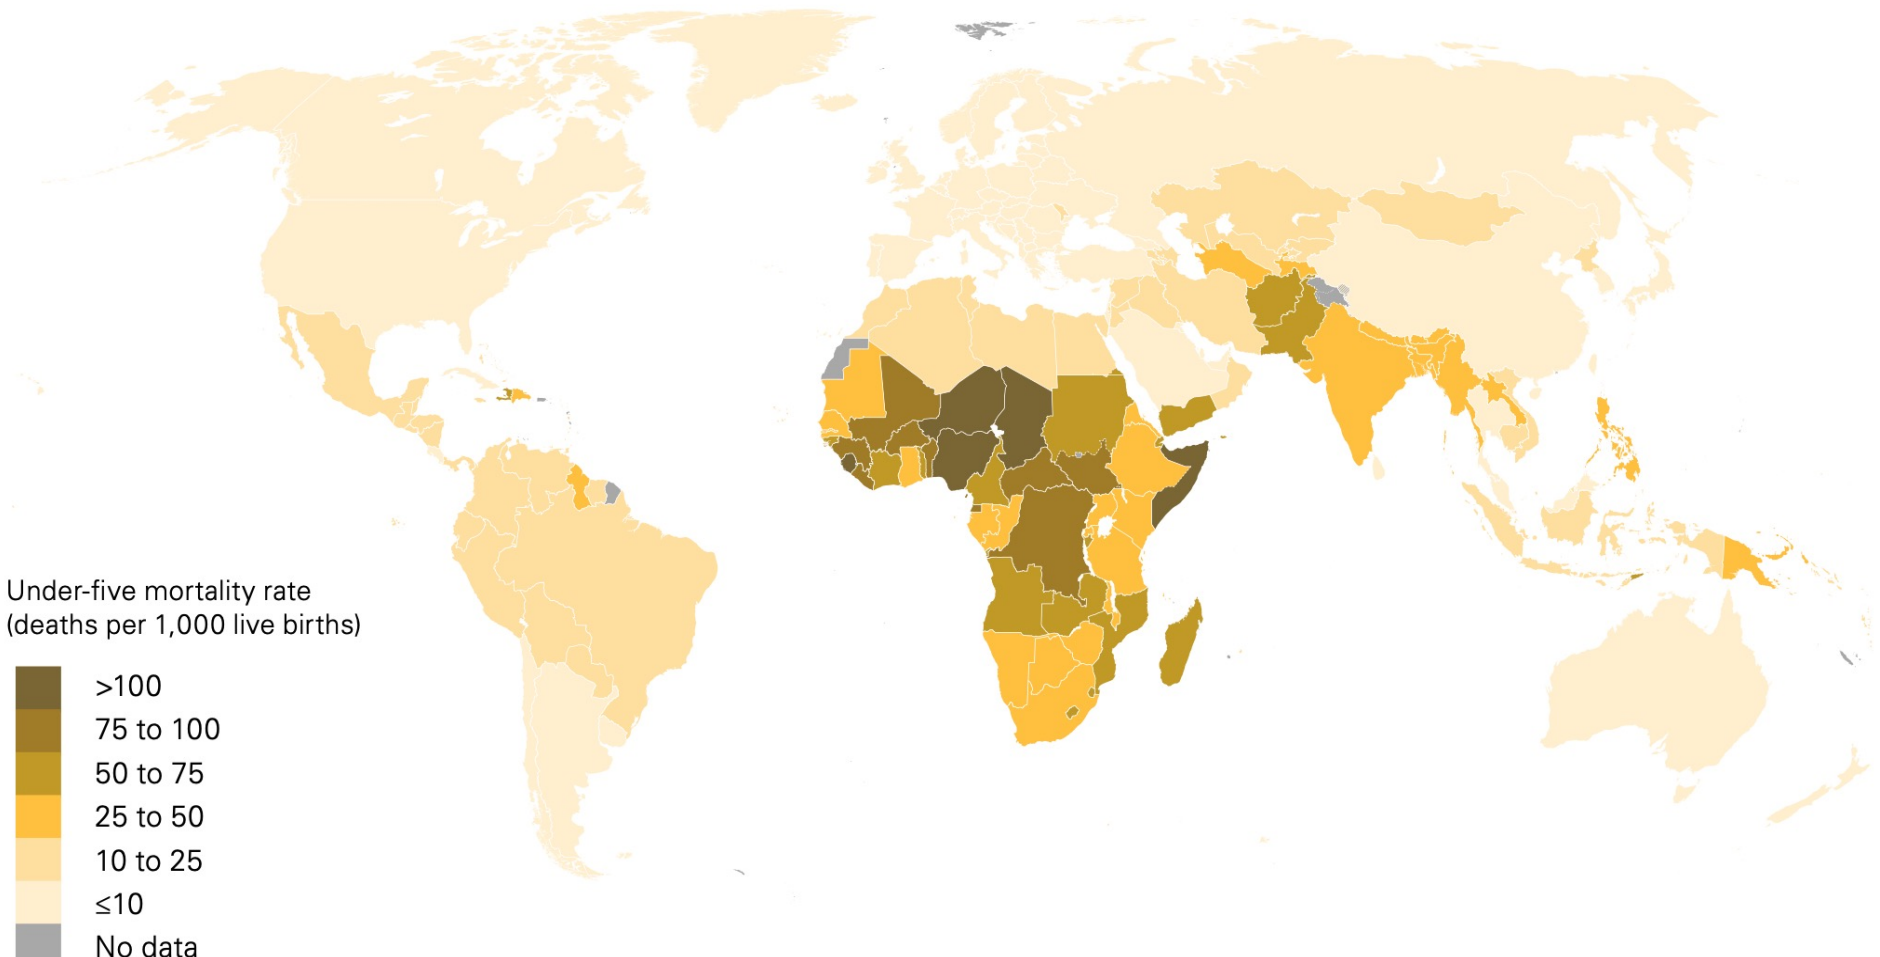 Under-five mortality rate
(deaths per 1,000 live births)
>100
75 to 100
50 to 75
25 to 50
10 to 25
≤10
No data